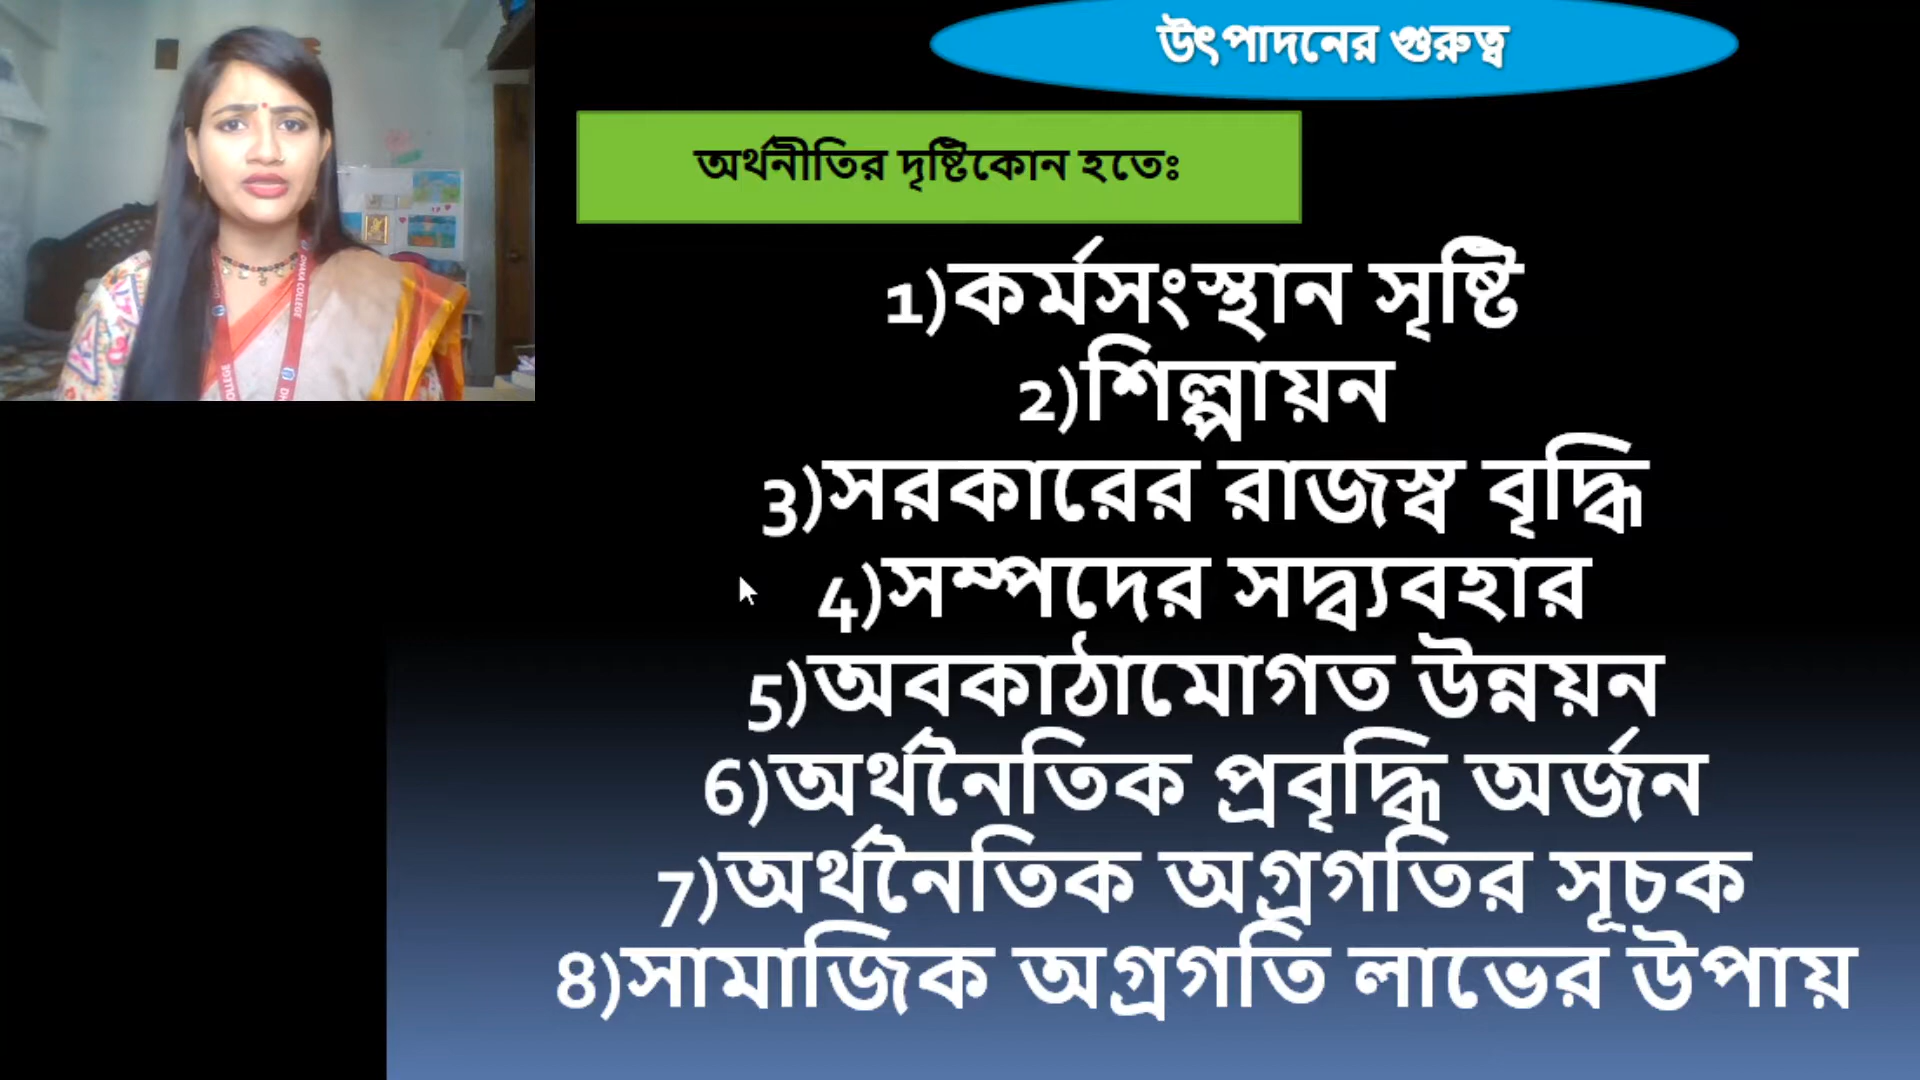 উৎপাদনের গুরুত্ব
অর্থনীতির দৃষ্টিকোন হতেঃ
1)কর্মসংস্থান সৃষ্টি
2)শিল্পায়ন
3)সরকারের রাজস্ব বৃদ্ধি
4)সম্পদের সদ্ব্যবহার
5)অবকাঠামোগত উন্নয়ন
6)অর্থনৈতিক প্রবৃদ্ধি অর্জন
7)অর্থনৈতিক অগ্রগতির সূচক
8)সামাজিক অগ্রগতি লাভের উপায়
DHAKA COLLEGE